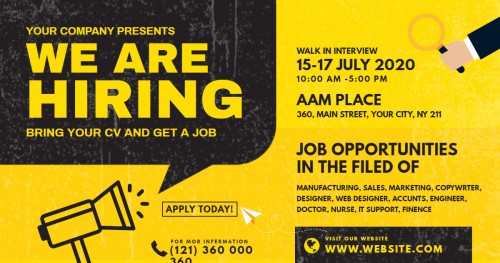 YOUR COMPANY PRESENTS
WE ARE
HIRING
BRING YOUR CV AND GET A JOB
APPLY TODAY!
FOR MOR INFERMATION
(121) 360 000
360
WALK IN INTERVIEW
15-17 JULY 2020
10:00 AM -5:00 PM
AAM PLACE
360, MAIN STREET, YOUR CITY, NY 211
JOB OPPORTUNITIES
IN THE FILED OF
MANUFACTURING, SALES, MARKETING, COPYWRTER,
DESIGNER, WEB DESIGNER, ACCUNTS, ENGINEER,
DOCTOR, NURSE, IT SUPPORT, FINENCE
VISIT OUR WEBSITE
WWW.WEBSITE.COM